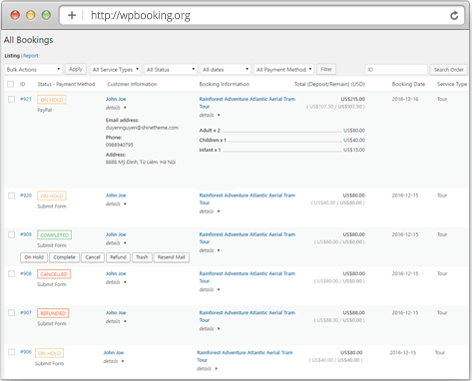 http://wpbooking.org
All Bookings
Listing | Report
Bulk Actions Apply All Service Types All Status All dates All Payment Method Filter ID Search Order
ID Status - Payment Method Customer Information Booking Information Total (Deposit/Remain) (USD) Booking Date Service Type
#921 ON HOLD John Joe Rainforest Adventure Atlantic Aerial Tram US$215.00 2016-12-16 Tour
PayPal details Tour ( US$107.50 / US$107.50 )
details
Email address:
duyennguyen@shinetheme.com Adult x 2 US$80.00
Phone:
0988940795 Children x 1 US$40.00
Address: Infant x 1 US$15.00
8888 Mỹ Đình, Từ Liêm, Hà Nội
#920 ON HOLD John Joe Rainforest Adventure Atlantic Aerial Tram US$80.00 2016-12-15 Tour
Submit Form details Tour ( US$40.00 / US$40.00 )
details
#909 COMPLETED John Joe Rainforest Adventure Atlantic Aerial Tram US$80.00 2016-12-15 Tour
Submit Form details Tour ( US$80.00 / US$0.00 )
On Hold Complete Cancel Refund Trash Resend Mail details
#908 CANCELLED John Joe Rainforest Adventure Atlantic Aerial Tram US$80.00 2016-12-15 Tour
Submit Form details Tour ( US$80.00 / US$0.00 )
details
#907 REFUNDED John Joe Rainforest Adventure Atlantic Aerial Tram US$80.00 2016-12-15 Tour
Submit Form details Tour ( US$80.00 / US$0.00 )
details
#906 ON HOLD John Joe Rainforest Adventure Atlantic Aerial Tram US$80.00 2016-12-15 Tour
Submit Form details Tour ( US$40.00 / US$40.00 )
details